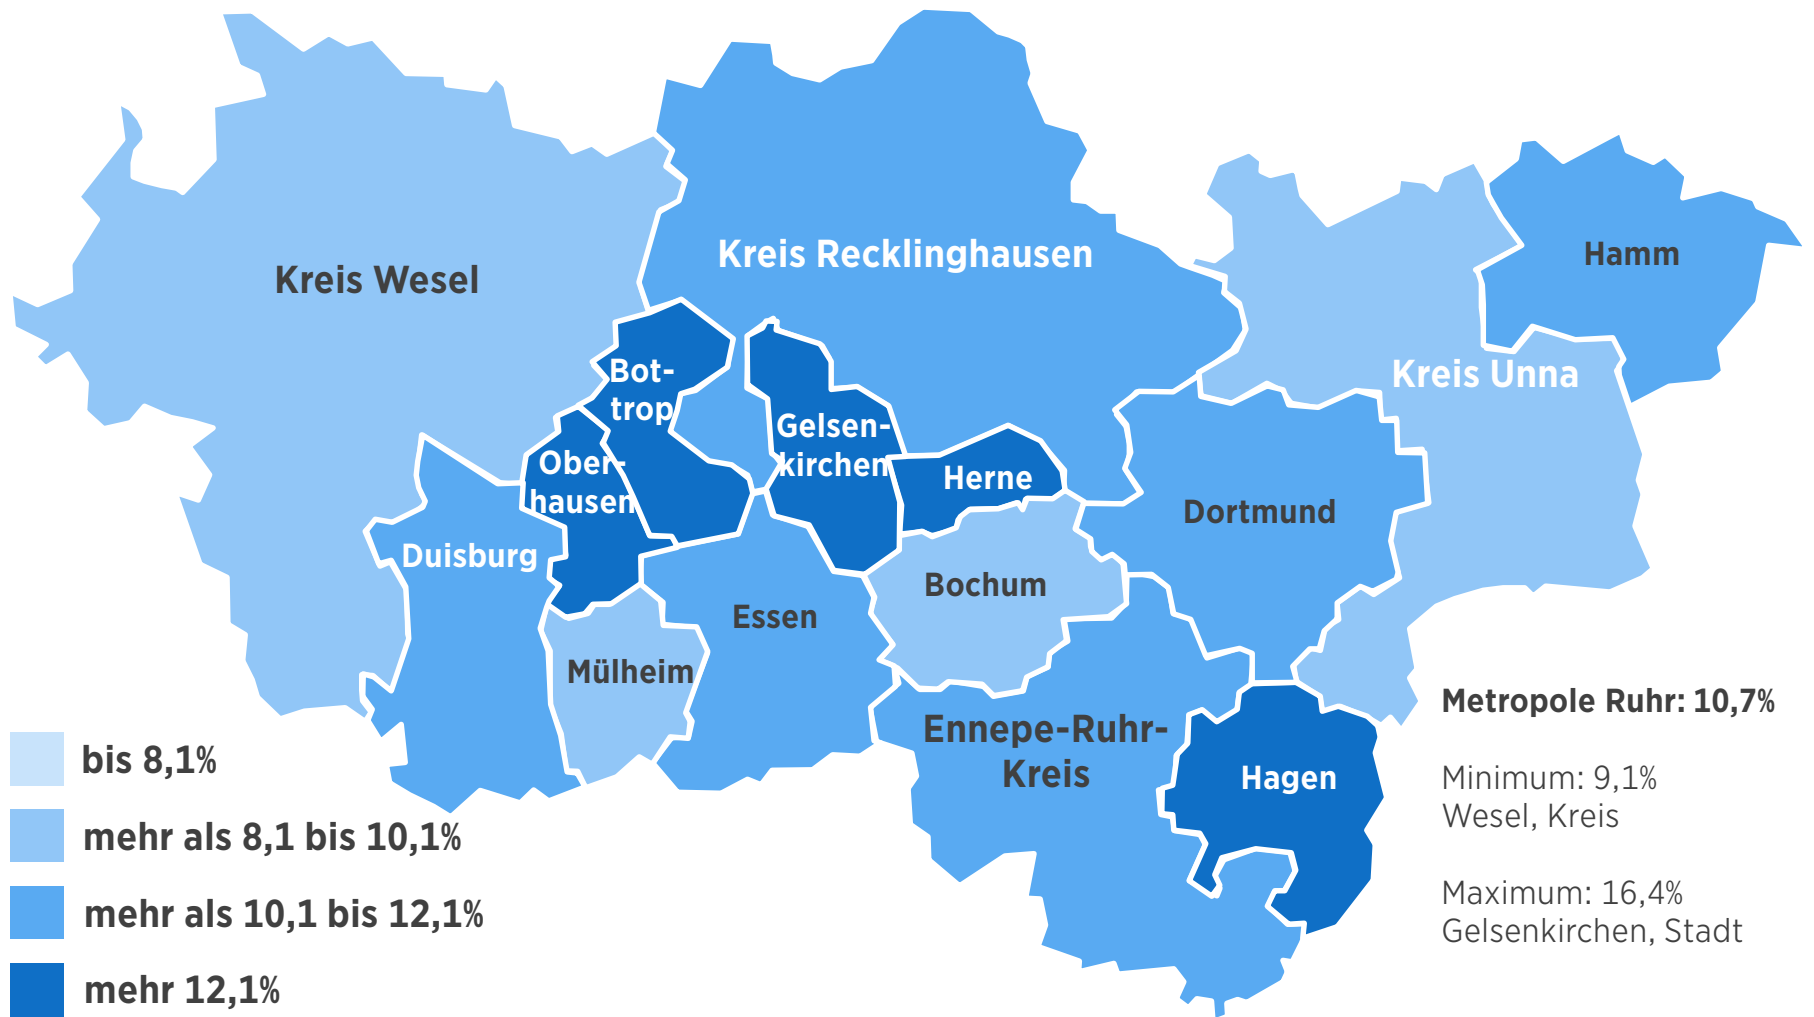 Kreis Wesel
Kreis Recklinghausen
Hamm
Kreis Unna
Bot-
trop
Gelsen-
kirchen
Ober-
hausen
Herne
Dortmund
Duisburg
Bochum
Essen
Mülheim
Ennepe-Ruhr-
Kreis
Hagen
bis 8,1%
mehr als 8,1 bis 10,1%
mehr als 10,1 bis 12,1%
mehr 12,1%
Metropole Ruhr: 10,7%
Minimum: 9,1%
Wesel, Kreis
Maximum: 16,4%
Gelsenkirchen, Stadt